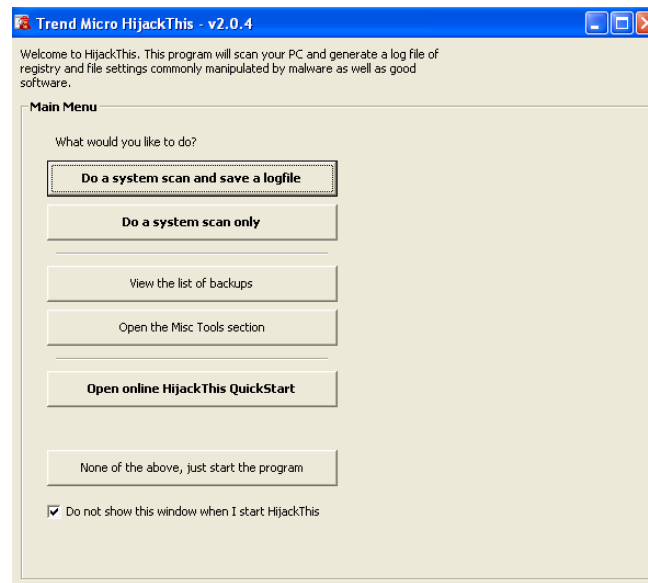 Trend Micro HijackThis - v2.0.4
Welcome to HijackThis. This program will scan your PC and generate a log file of
registry and file settings commonly manipulated by malware as well as good
software.
Main Menu
What would you like to do?
Do a system scan and save a logfile
Do a system scan only
View the list of backups
Open the Misc Tools section
Open online HijackThis QuickStart
None of the above, just start the program
Do not show this window when I start HijackThis